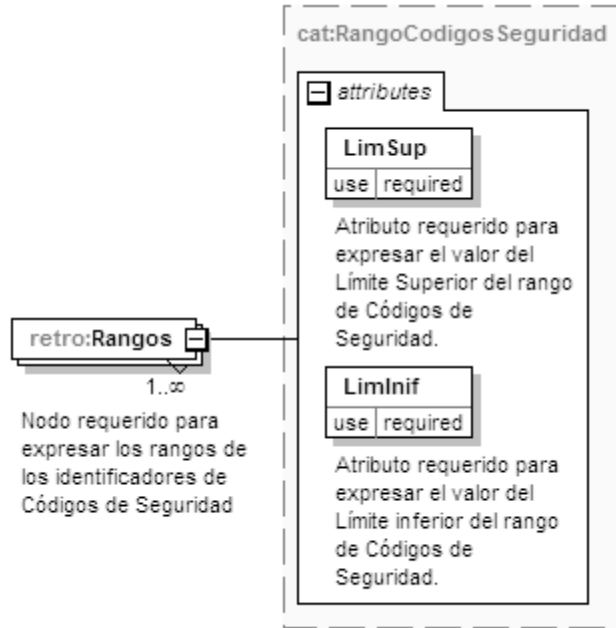 cat:RangoCodigosSeguridad
attributes
LimSup
use required
Atributo requerido para
expresar el valor del
Límite Superior del rango
de Códigos de
Seguridad.
retro:Rangos
1..∞
Nodo requerido para
expresar los rangos de
los identificadores de
Códigos de Seguridad
LimInif
use required
Atributo requerido para
expresar el valor del
Límite inferior del rango
de Códigos de
Seguridad.